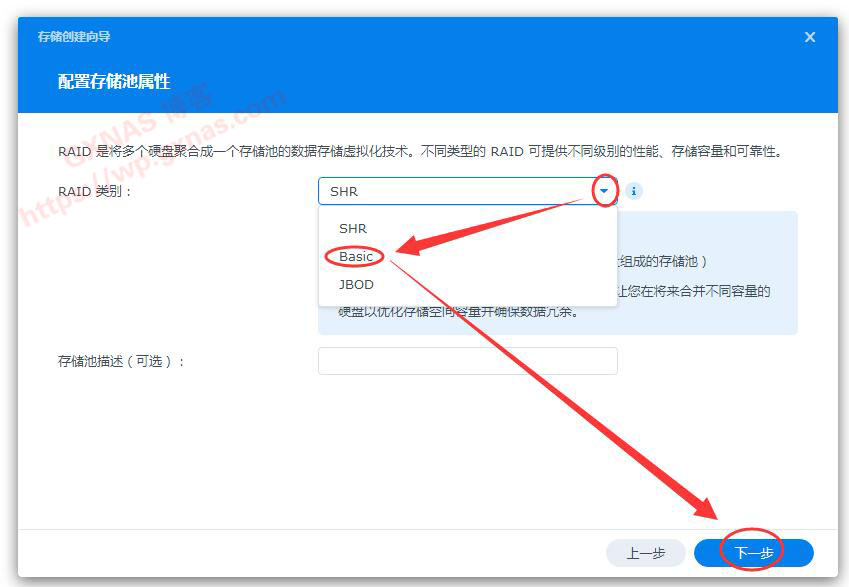 存储创建向导
配置存储池属性
GXNAS 博客
https://wp.gxnas.com
RAID 是将多个硬盘聚合成一个存储池的数据存储虚拟化技术。不同类型的 RAID 可提供不同级别的性能、存储容量和可靠性。
RAID 类别：
SHR
SHR
Basic
JBOD
组成的存储池）
让您在将来合并不同容量的
硬盘以优化存储空间容量并确保数据冗余。
存储池描述（可选）：
上一步
下一步